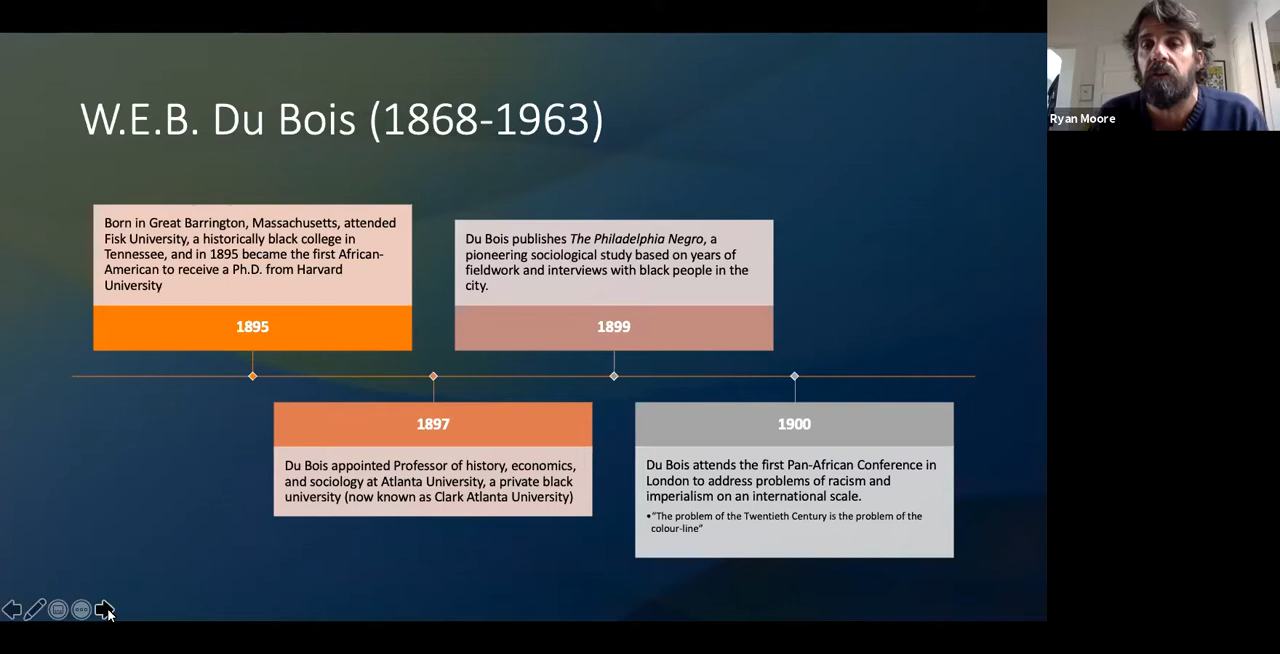 W.E.B. Du Bois (1868-1963)
Born in Great Barrington, Massachusetts, attended
Fisk University, a historically black college in
Tennessee, and in 1895 became the first African-
American to receive a Ph.D. from Harvard
University
1895
Du Bois appointed Professor of history, economics,
and sociology at Atlanta University, a private black
university (now known as Clark Atlanta University)
1897
Du Bois publishes The Philadelphia Negro, a
pioneering sociological study based on years of
fieldwork and interviews with black people in the
city.
1899
1900
Du Bois attends the first Pan-African Conference in
London to address problems of racism and
imperialism on an international scale.
•"The problem of the Twentieth Century is the problem of the
colour-line"
Ryan Moore